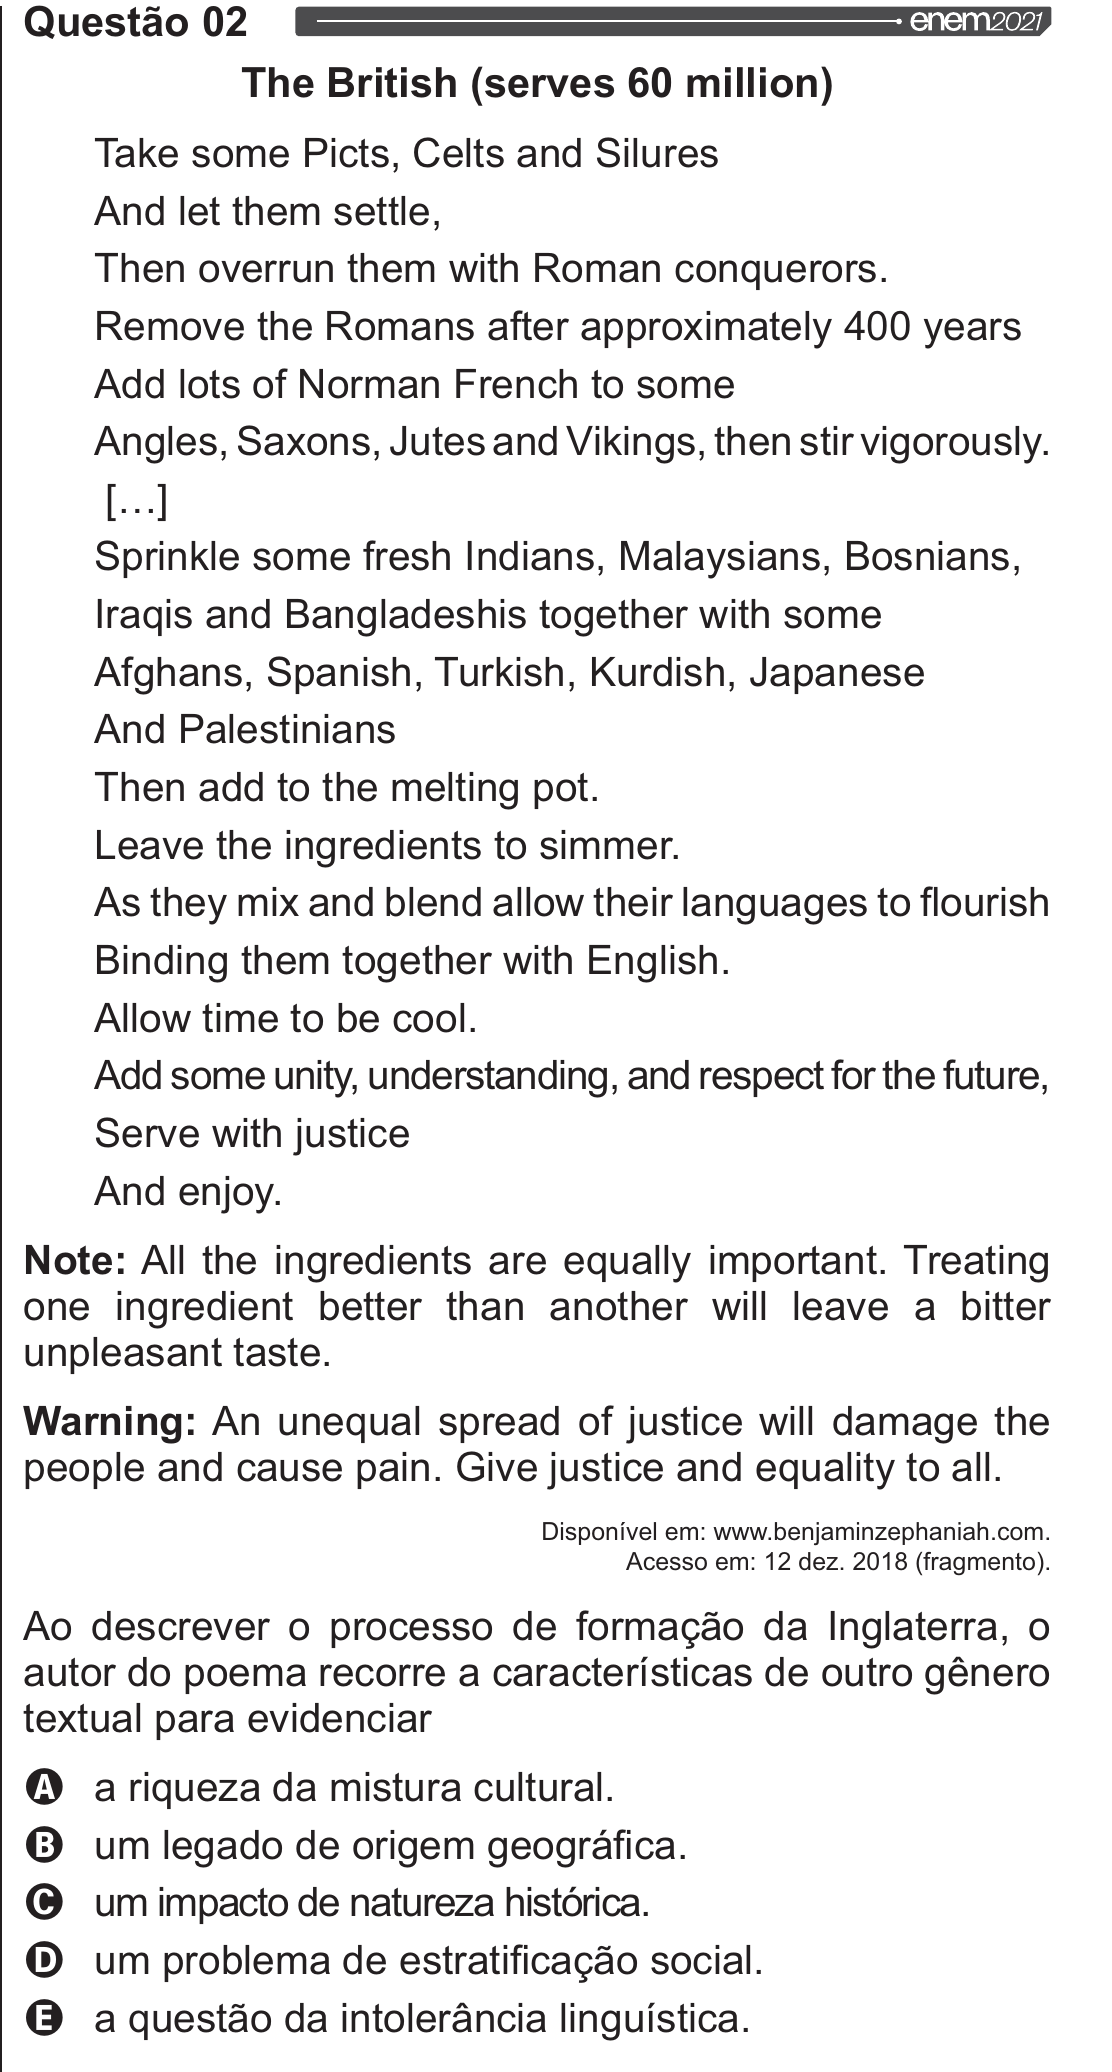 Questão 02
enem2021
The British (serves 60 million)
Take some Picts, Celts and Silures
And let them settle,
Then overrun them with Roman conquerors.
Remove the Romans after approximately 400 years
Add lots of Norman French to some
Angles, Saxons, Jutes and Vikings, then stir vigorously.
[…]
Sprinkle some fresh Indians, Malaysians, Bosnians,
Iraqis and Bangladeshis together with some
Afghans, Spanish, Turkish, Kurdish, Japanese
And Palestinians
Then add to the melting pot.
Leave the ingredients to simmer.
As they mix and blend allow their languages to flourish
Binding them together with English.
Allow time to be cool.
Add some unity, understanding, and respect for the future,
Serve with justice
And enjoy.
Note: All the ingredients are equally important. Treating
one ingredient better than another will leave a bitter
unpleasant taste.
Warning: An unequal spread of justice will damage the
people and cause pain. Give justice and equality to all.
Disponível em: www.benjaminzephaniah.com.
Acesso em: 12 dez. 2018 (fragmento).
Ao descrever o processo de formação da Inglaterra, o
autor do poema recorre a características de outro gênero
textual para evidenciar
A a riqueza da mistura cultural.
B um legado de origem geográfica.
C um impacto de natureza histórica.
D um problema de estratificação social.
E a questão da intolerância linguística.